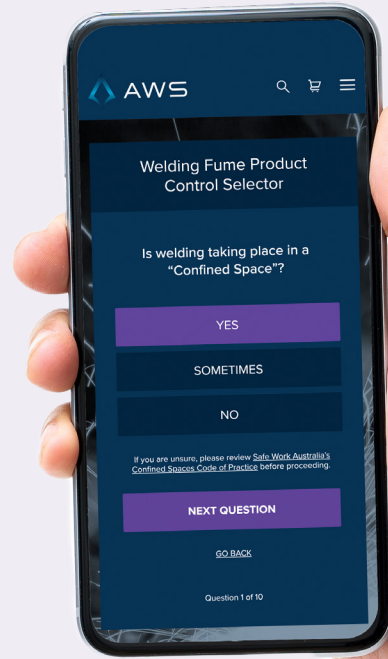 AWS
Welding Fume Product
Control Selector
Is welding taking place in a
“Confined Space”?
YES
SOMETIMES
NO
If you are unsure, please review Safe Work Australia's
Confined Spaces Code of Practice before proceeding.
NEXT QUESTION
GO BACK
Question 1 of 10